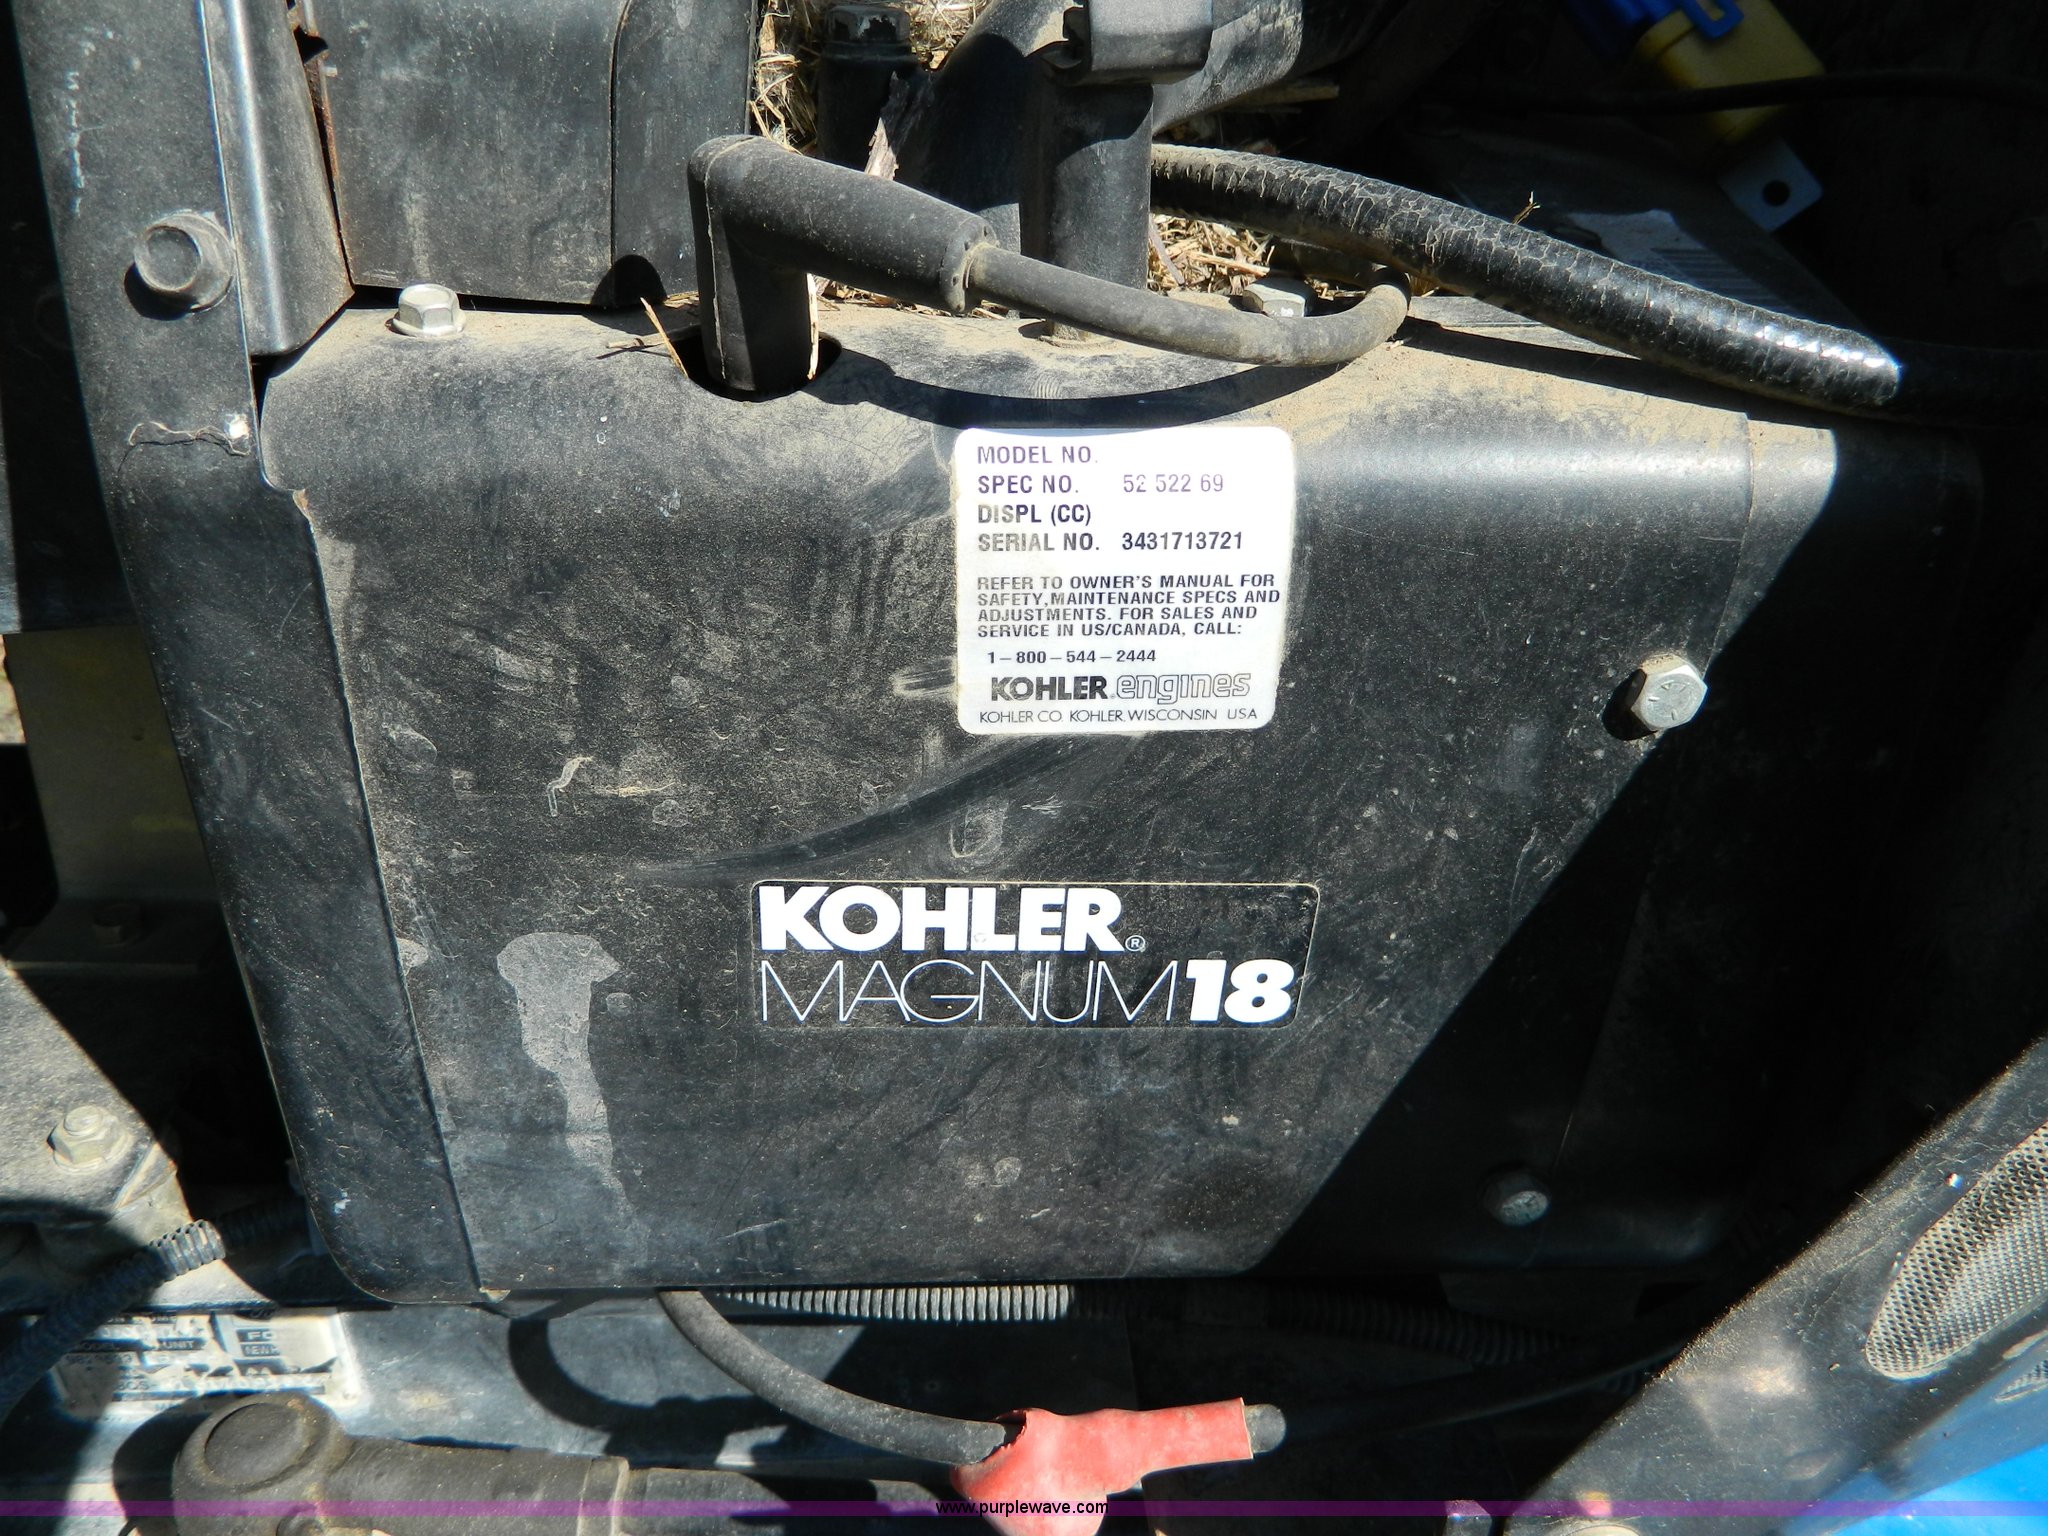 MODEL NO.
SPEC NO. 52 522 69
DISPL (CC)
SERIAL NO. 3431713721
REFER TO OWNER'S MANUAL FOR
SAFETY, MAINTENANCE SPECS AND
ADJUSTMENTS. FOR SALES AND
SERVICE IN US/CANADA, CALL:
1-800-544-2444
KOHLER engines
KOHLER CO. KOHLER, WISCONSIN USA
KOHLER®
MAGNUM 18
UNIT
www.purplewave.com